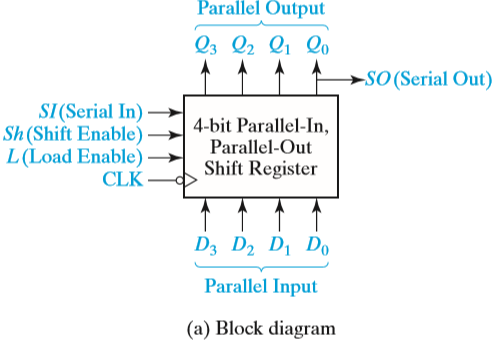 Parallel Output
Q3 Q2 Q1 Q0
SO (Serial Out)
SI (Serial In)
Sh (Shift Enable)
L (Load Enable)
CLK
4-bit Parallel-In,
Parallel-Out
Shift Register
D3 D2 D1 D0
Parallel Input
(a) Block diagram